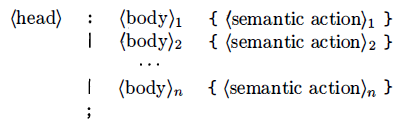 ⟨head⟩ : ⟨body⟩₁ { ⟨semantic action⟩₁ }
| ⟨body⟩₂ { ⟨semantic action⟩₂ }
...
| ⟨body⟩ₙ { ⟨semantic action⟩ₙ }
;